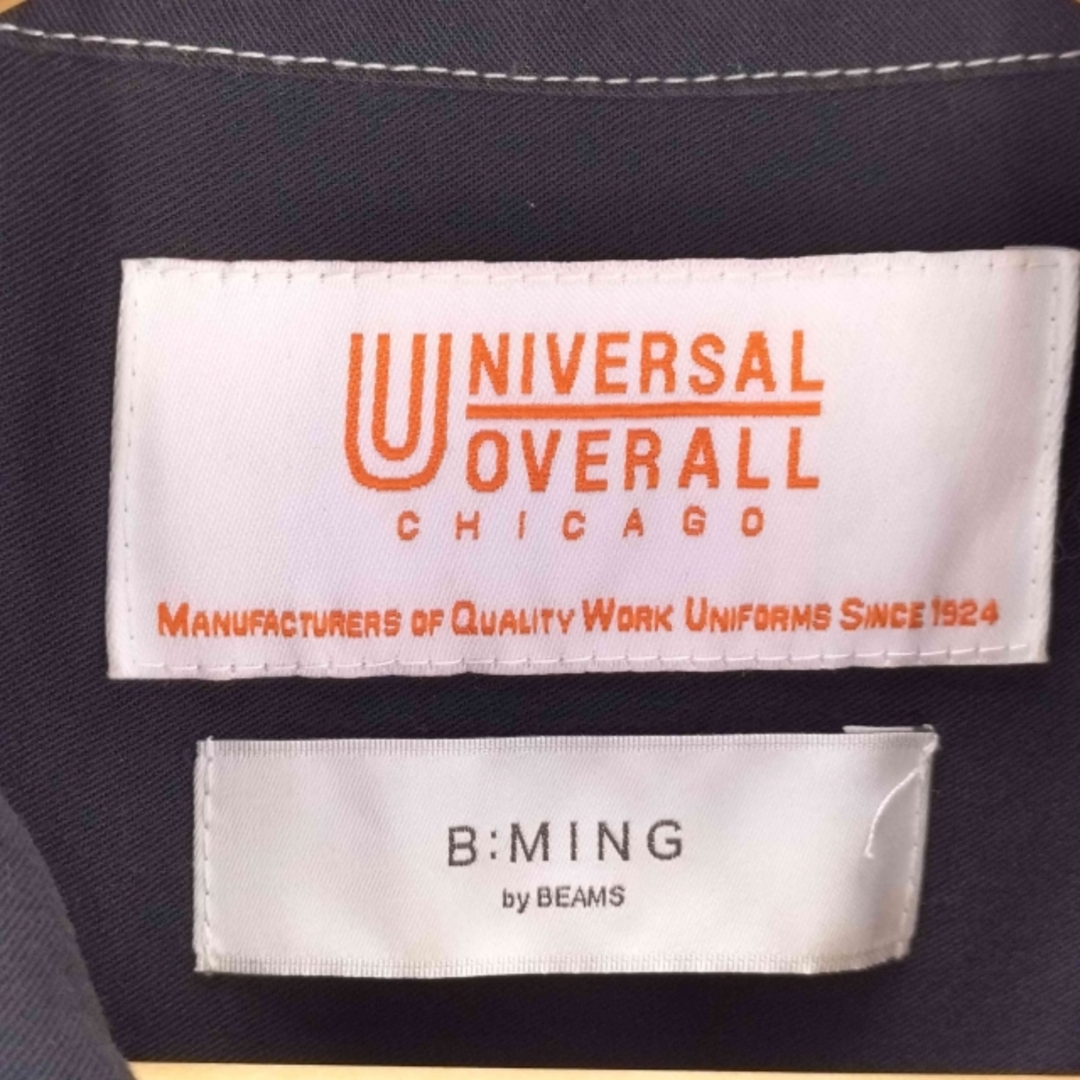 UNIVERSAL
OVERALL
CHICAGO
MANUFACTURERS OF QUALITY WORK UNIFORMS SINCE 1924
B:MING
by BEAMS